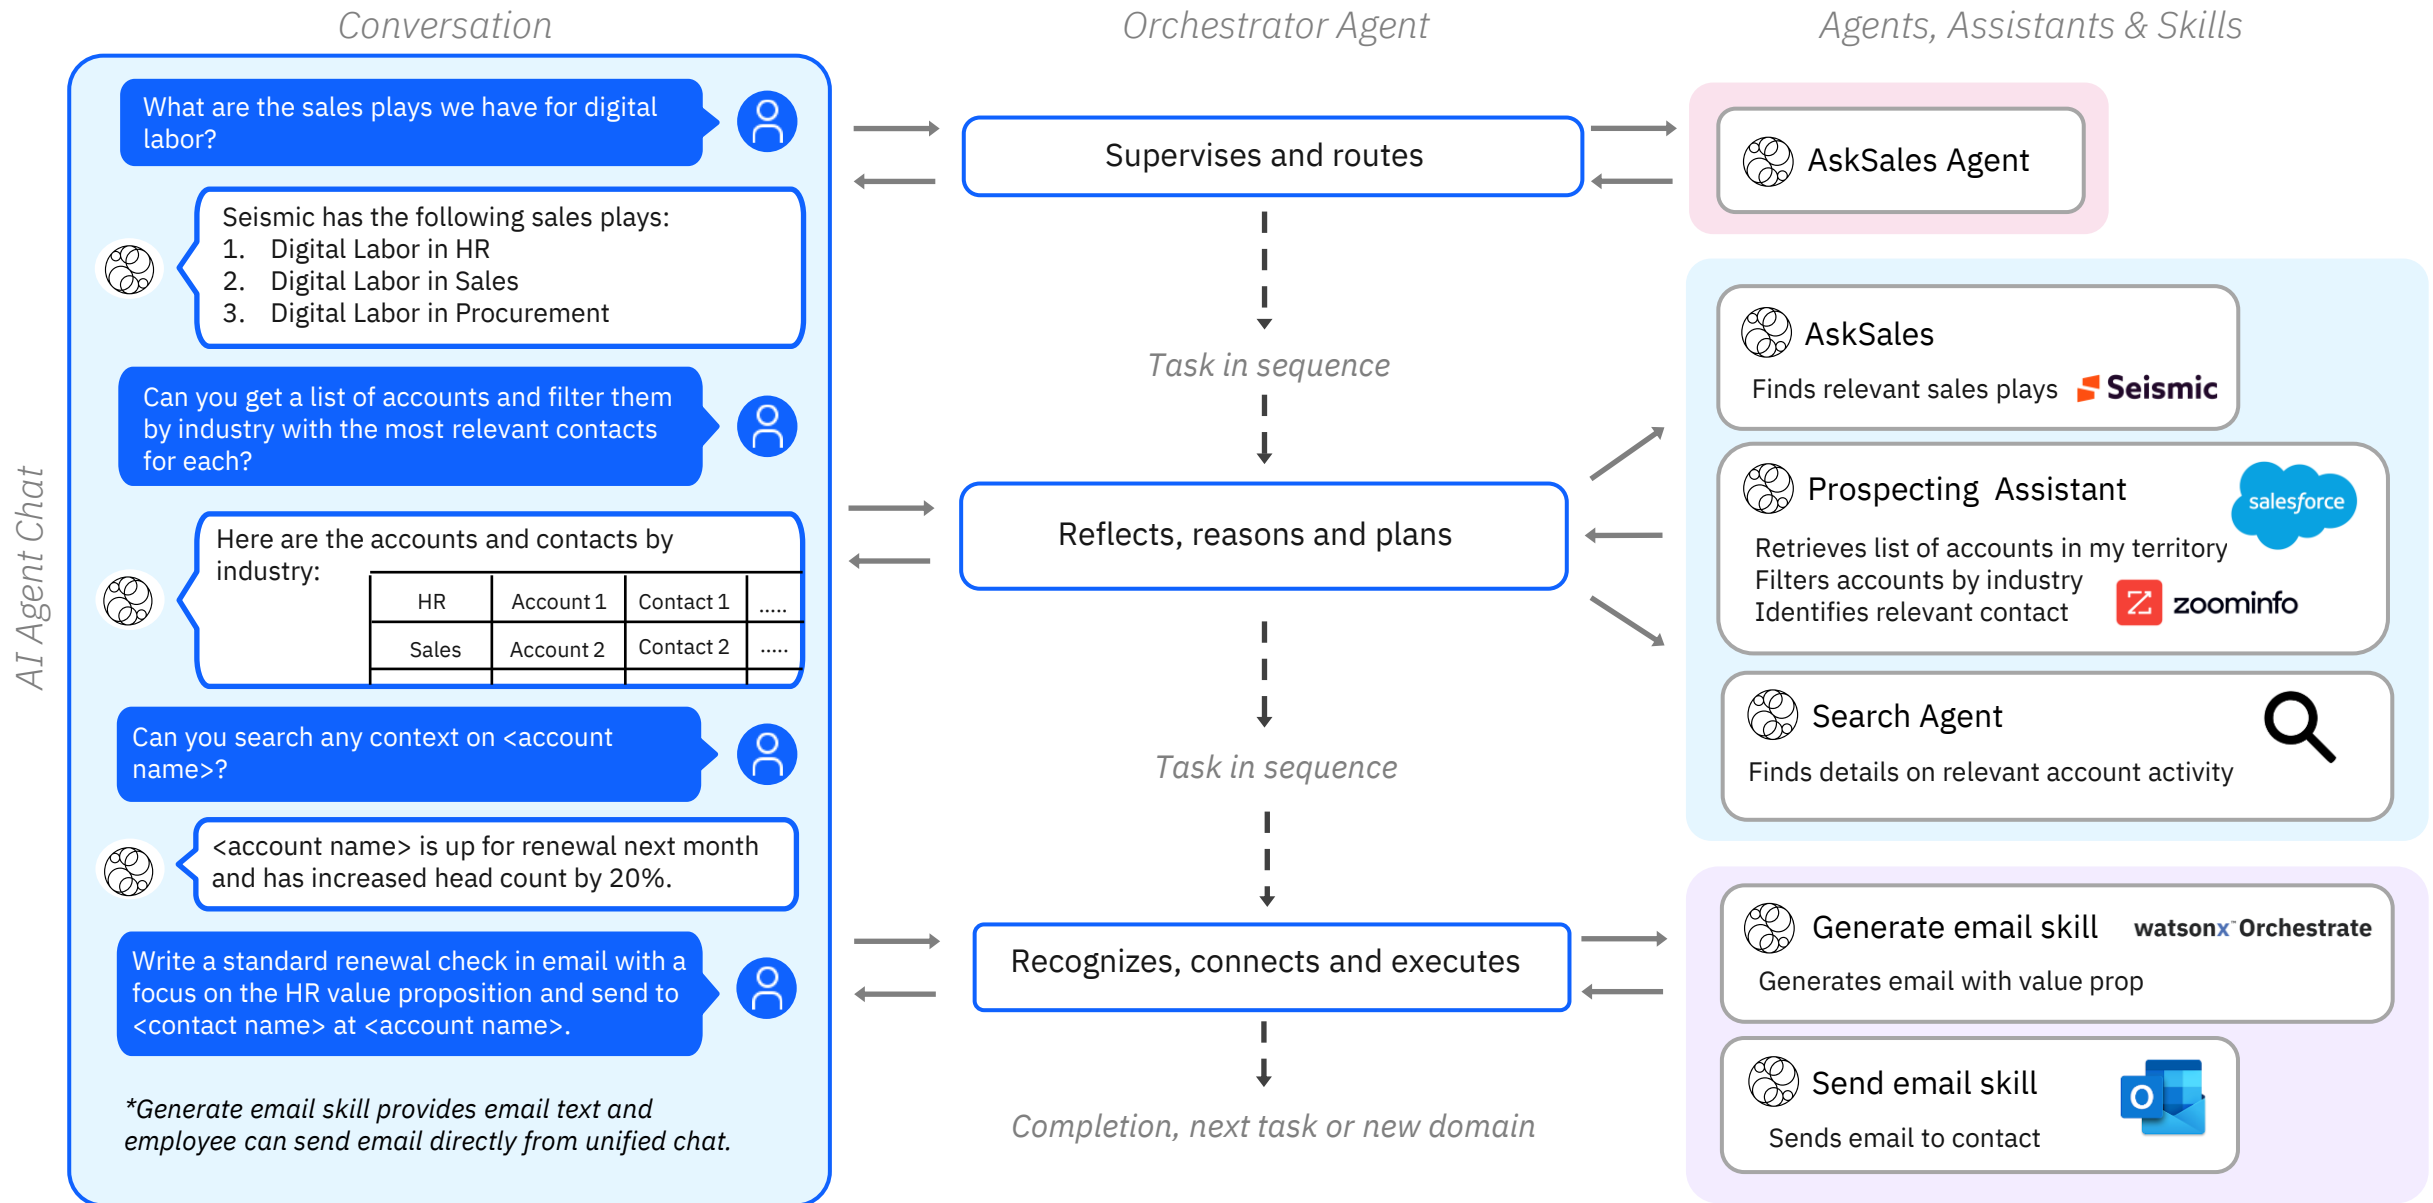 Conversation
Orchestrator Agent
Agents, Assistants & Skills
AI Agent Chat
What are the sales plays we have for digital
labor?
Seismic has the following sales plays:
1. Digital Labor in HR
2. Digital Labor in Sales
3. Digital Labor in Procurement
Can you get a list of accounts and filter them
by industry with the most relevant contacts
for each?
Here are the accounts and contacts by
industry:
HR Account 1 Contact 1 .....
Sales Account 2 Contact 2 .....
Can you search any context on <account
name>?
<account name> is up for renewal next month
and has increased head count by 20%.
Write a standard renewal check in email with a
focus on the HR value proposition and send to
<contact name> at <account name>.
*Generate email skill provides email text and
employee can send email directly from unified chat.
Supervises and routes
Task in sequence
Reflects, reasons and plans
Task in sequence
Recognizes, connects and executes
Completion, next task or new domain
AskSales Agent
AskSales
Finds relevant sales plays Seismic
Prospecting Assistant
salesforce
Retrieves list of accounts in my territory
Filters accounts by industry
Identifies relevant contact
zoominfo
Search Agent
Finds details on relevant account activity
Generate email skill watsonx™ Orchestrate
Generates email with value prop
Send email skill
O
Sends email to contact